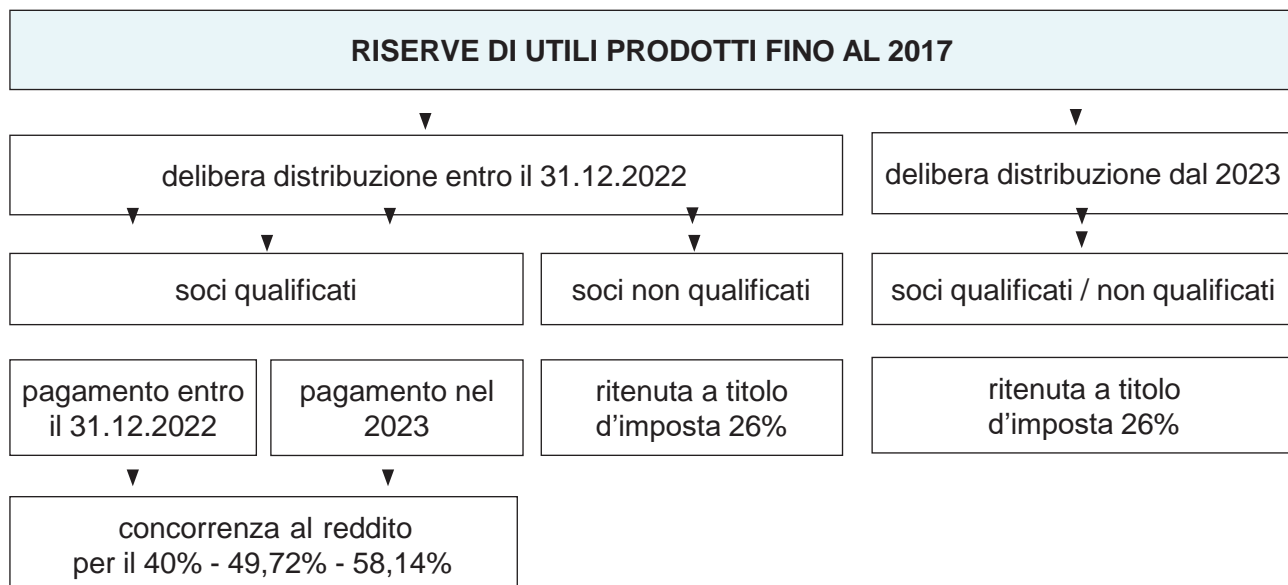 RISERVE DI UTILI PRODOTTI FINO AL 2017
delibera distribuzione entro il 31.12.2022
delibera distribuzione dal 2023
soci qualificati
soci non qualificati
soci qualificati / non qualificati
pagamento entro
il 31.12.2022
pagamento nel
2023
ritenuta a titolo
d’imposta 26%
ritenuta a titolo
d’imposta 26%
concorrenza al reddito
per il 40% - 49,72% - 58,14%